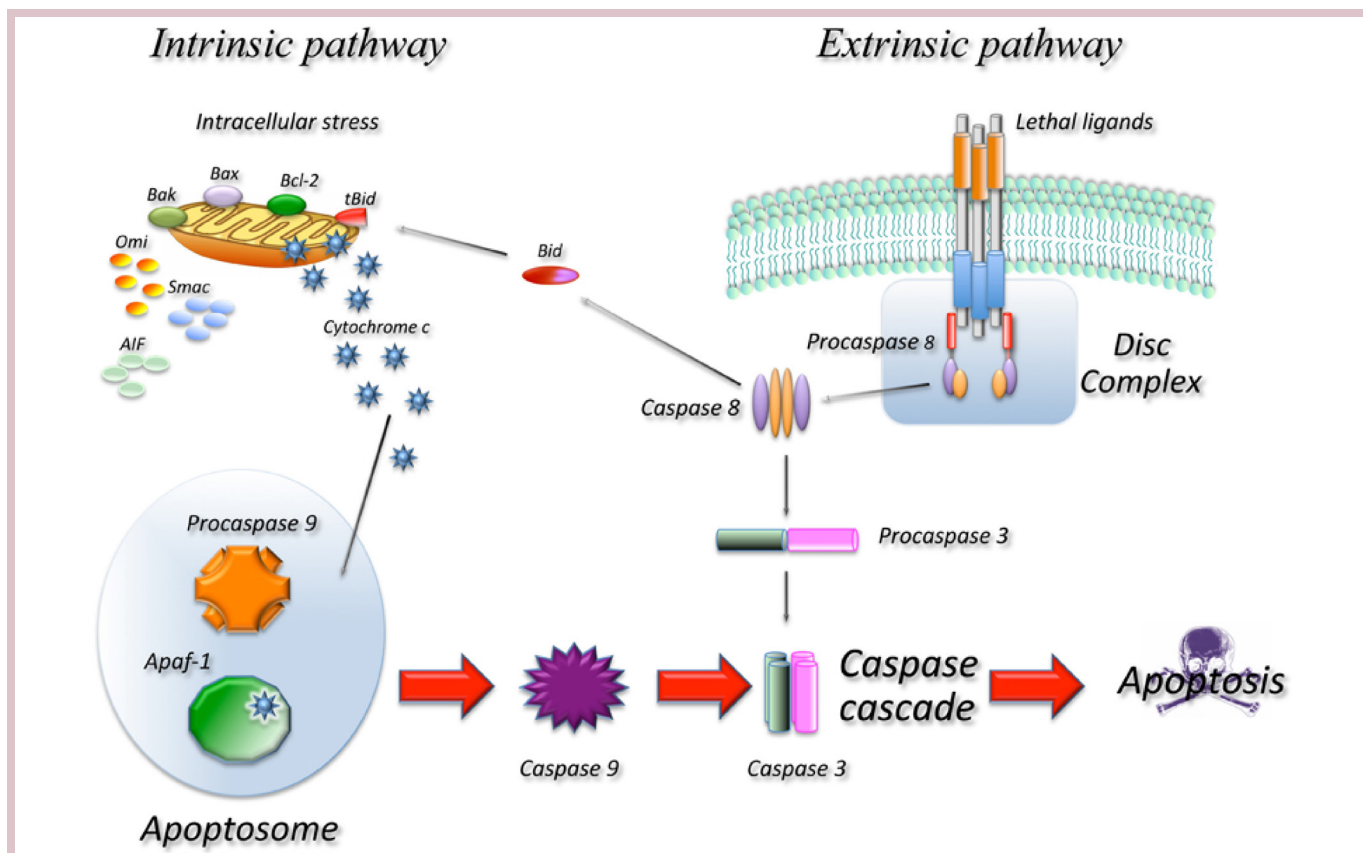 Intrinsic pathway
Extrinsic pathway
Intracellular stress
Lethal ligands
Bak
Bax
Bcl-2
tBid
Omi
Smac
AIF
Cytochrome c
Bid
Procaspase 8
Disc
Complex
Caspase 8
Procaspase 9
Procaspase 3
Apaf-1
Caspase
cascade
Apoptosis
Caspase 9
Caspase 3
Apoptosome